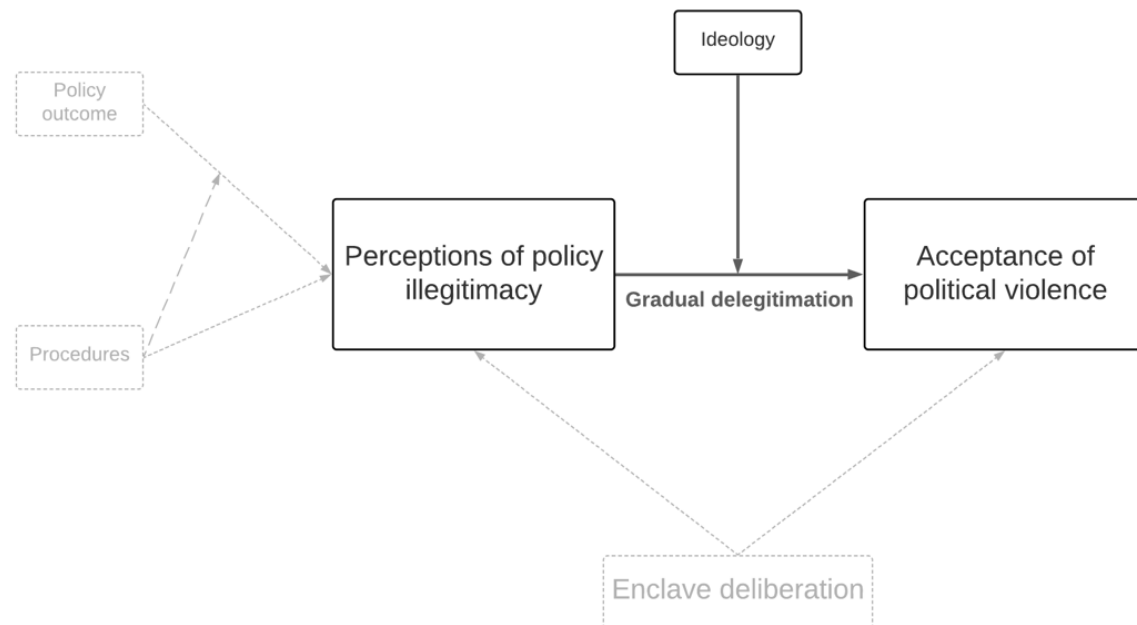 Ideology
Policy
outcome
Perceptions of policy
illegitimacy
Gradual delegitimation
Acceptance of
political violence
Procedures
Enclave deliberation